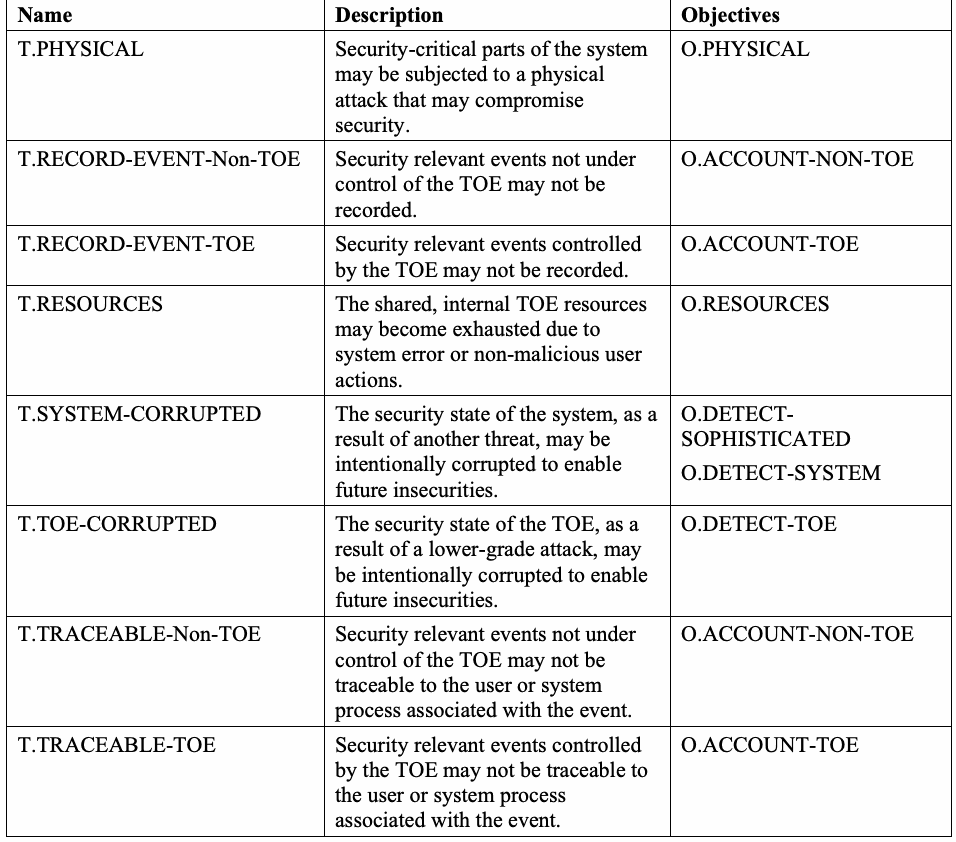 Name Description Objectives
T.PHYSICAL Security-critical parts of the system O.PHYSICAL
may be subjected to a physical
attack that may compromise
security.
T.RECORD-EVENT-Non-TOE Security relevant events not under O.ACCOUNT-NON-TOE
control of the TOE may not be
recorded.
T.RECORD-EVENT-TOE Security relevant events controlled O.ACCOUNT-TOE
by the TOE may not be recorded.
T.RESOURCES The shared, internal TOE resources O.RESOURCES
may become exhausted due to
system error or non-malicious user
actions.
T.SYSTEM-CORRUPTED The security state of the system, as a O.DETECT-
result of another threat, may be SOPHISTICATED
intentionally corrupted to enable O.DETECT-SYSTEM
future insecurities.
T.TOE-CORRUPTED The security state of the TOE, as a O.DETECT-TOE
result of a lower-grade attack, may
be intentionally corrupted to enable
future insecurities.
T.TRACEABLE-Non-TOE Security relevant events not under O.ACCOUNT-NON-TOE
control of the TOE may not be
traceable to the user or system
process associated with the event.
T.TRACEABLE-TOE Security relevant events controlled O.ACCOUNT-TOE
by the TOE may not be traceable to
the user or system process
associated with the event.